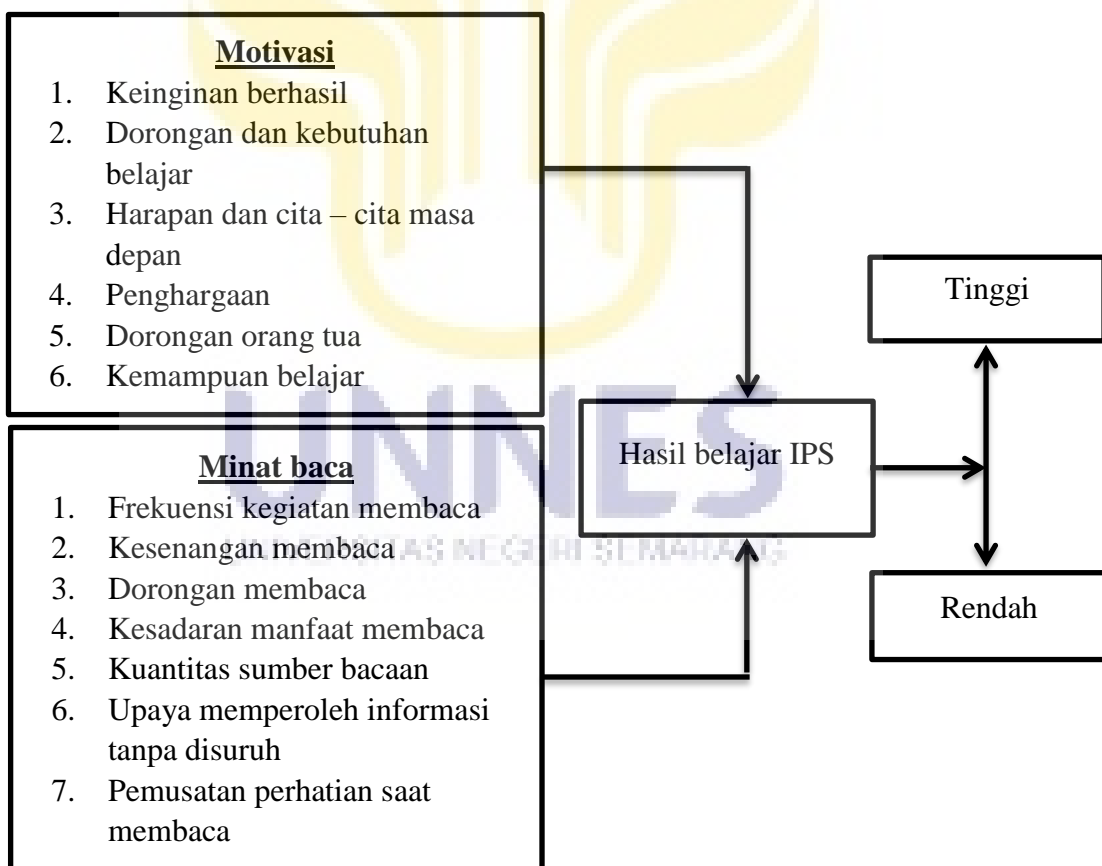 Motivasi
1. Keinginan berhasil
2. Dorongan dan kebutuhan
belajar
3. Harapan dan cita – cita masa
depan
4. Penghargaan
5. Dorongan orang tua
6. Kemampuan belajar
Minat baca
1. Frekuensi kegiatan membaca
2. Kesenangan membaca
3. Dorongan membaca
4. Kesadaran manfaat membaca
5. Kuantitas sumber bacaan
6. Upaya memperoleh informasi
tanpa disuruh
7. Pemusatan perhatian saat
membaca
Hasil belajar IPS
Tinggi
Rendah
UNNES
UNIVERSITAS NEGERI SEMARANG